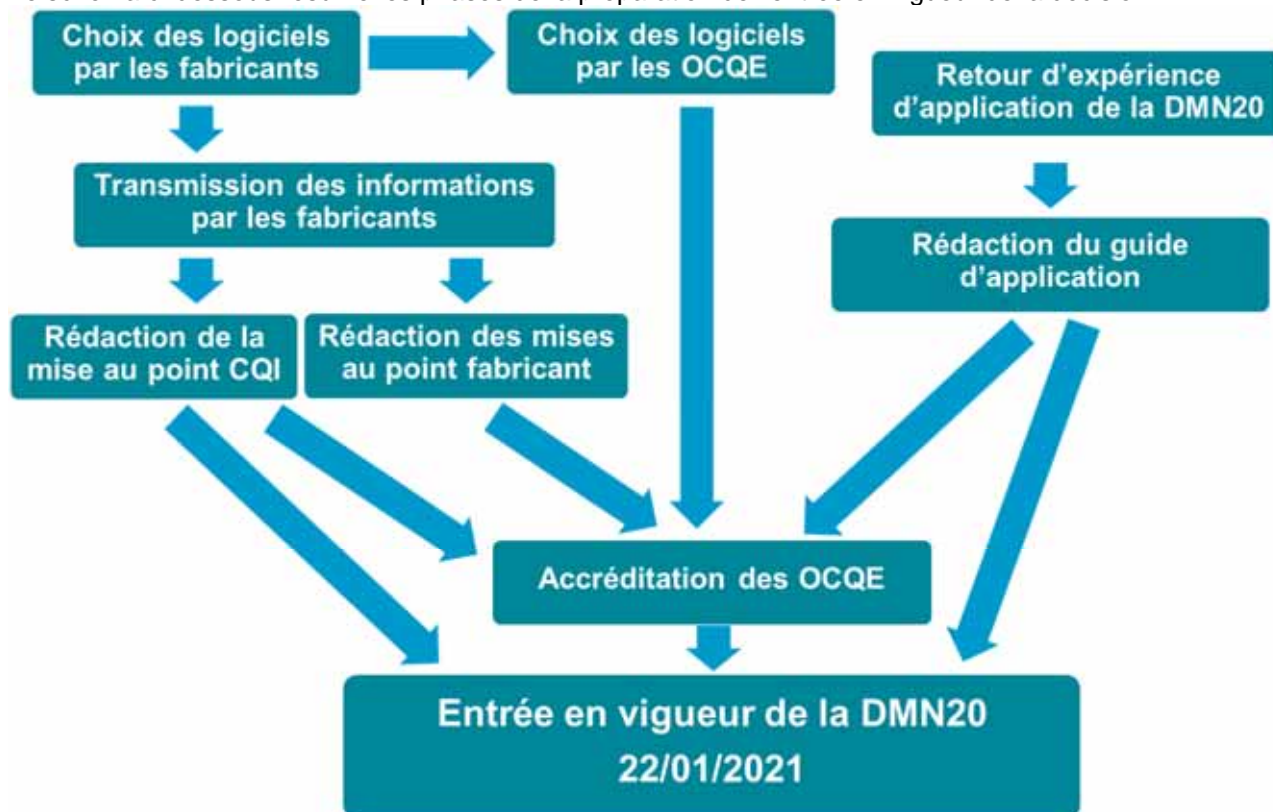 Choix des logiciels
par les fabricants
Choix des logiciels
par les OCQE
Retour d’expérience
d’application de la DMN20
Transmission des informations
par les fabricants
Rédaction du guide
d’application
Rédaction de la
mise au point CQI
Rédaction des mises
au point fabricant
Accréditation des OCQE
Entrée en vigueur de la DMN20
22/01/2021